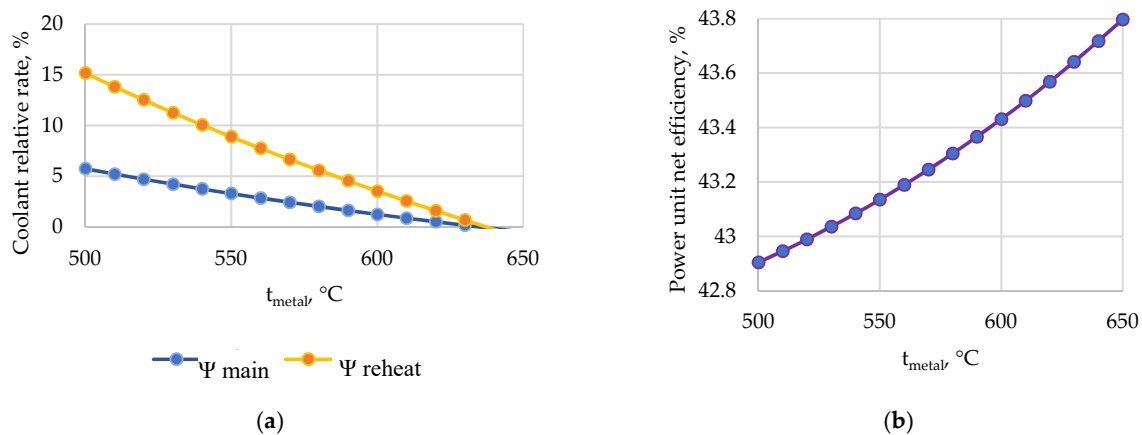 Coolant relative rate, %
20
15
10
5
0
500 550 600 650
t_metal, °C
Ψ main Ψ reheat
(a)
Power unit net efficiency, %
43.8
43.6
43.4
43.2
43
42.8
500 550 600 650
t_metal, °C
(b)